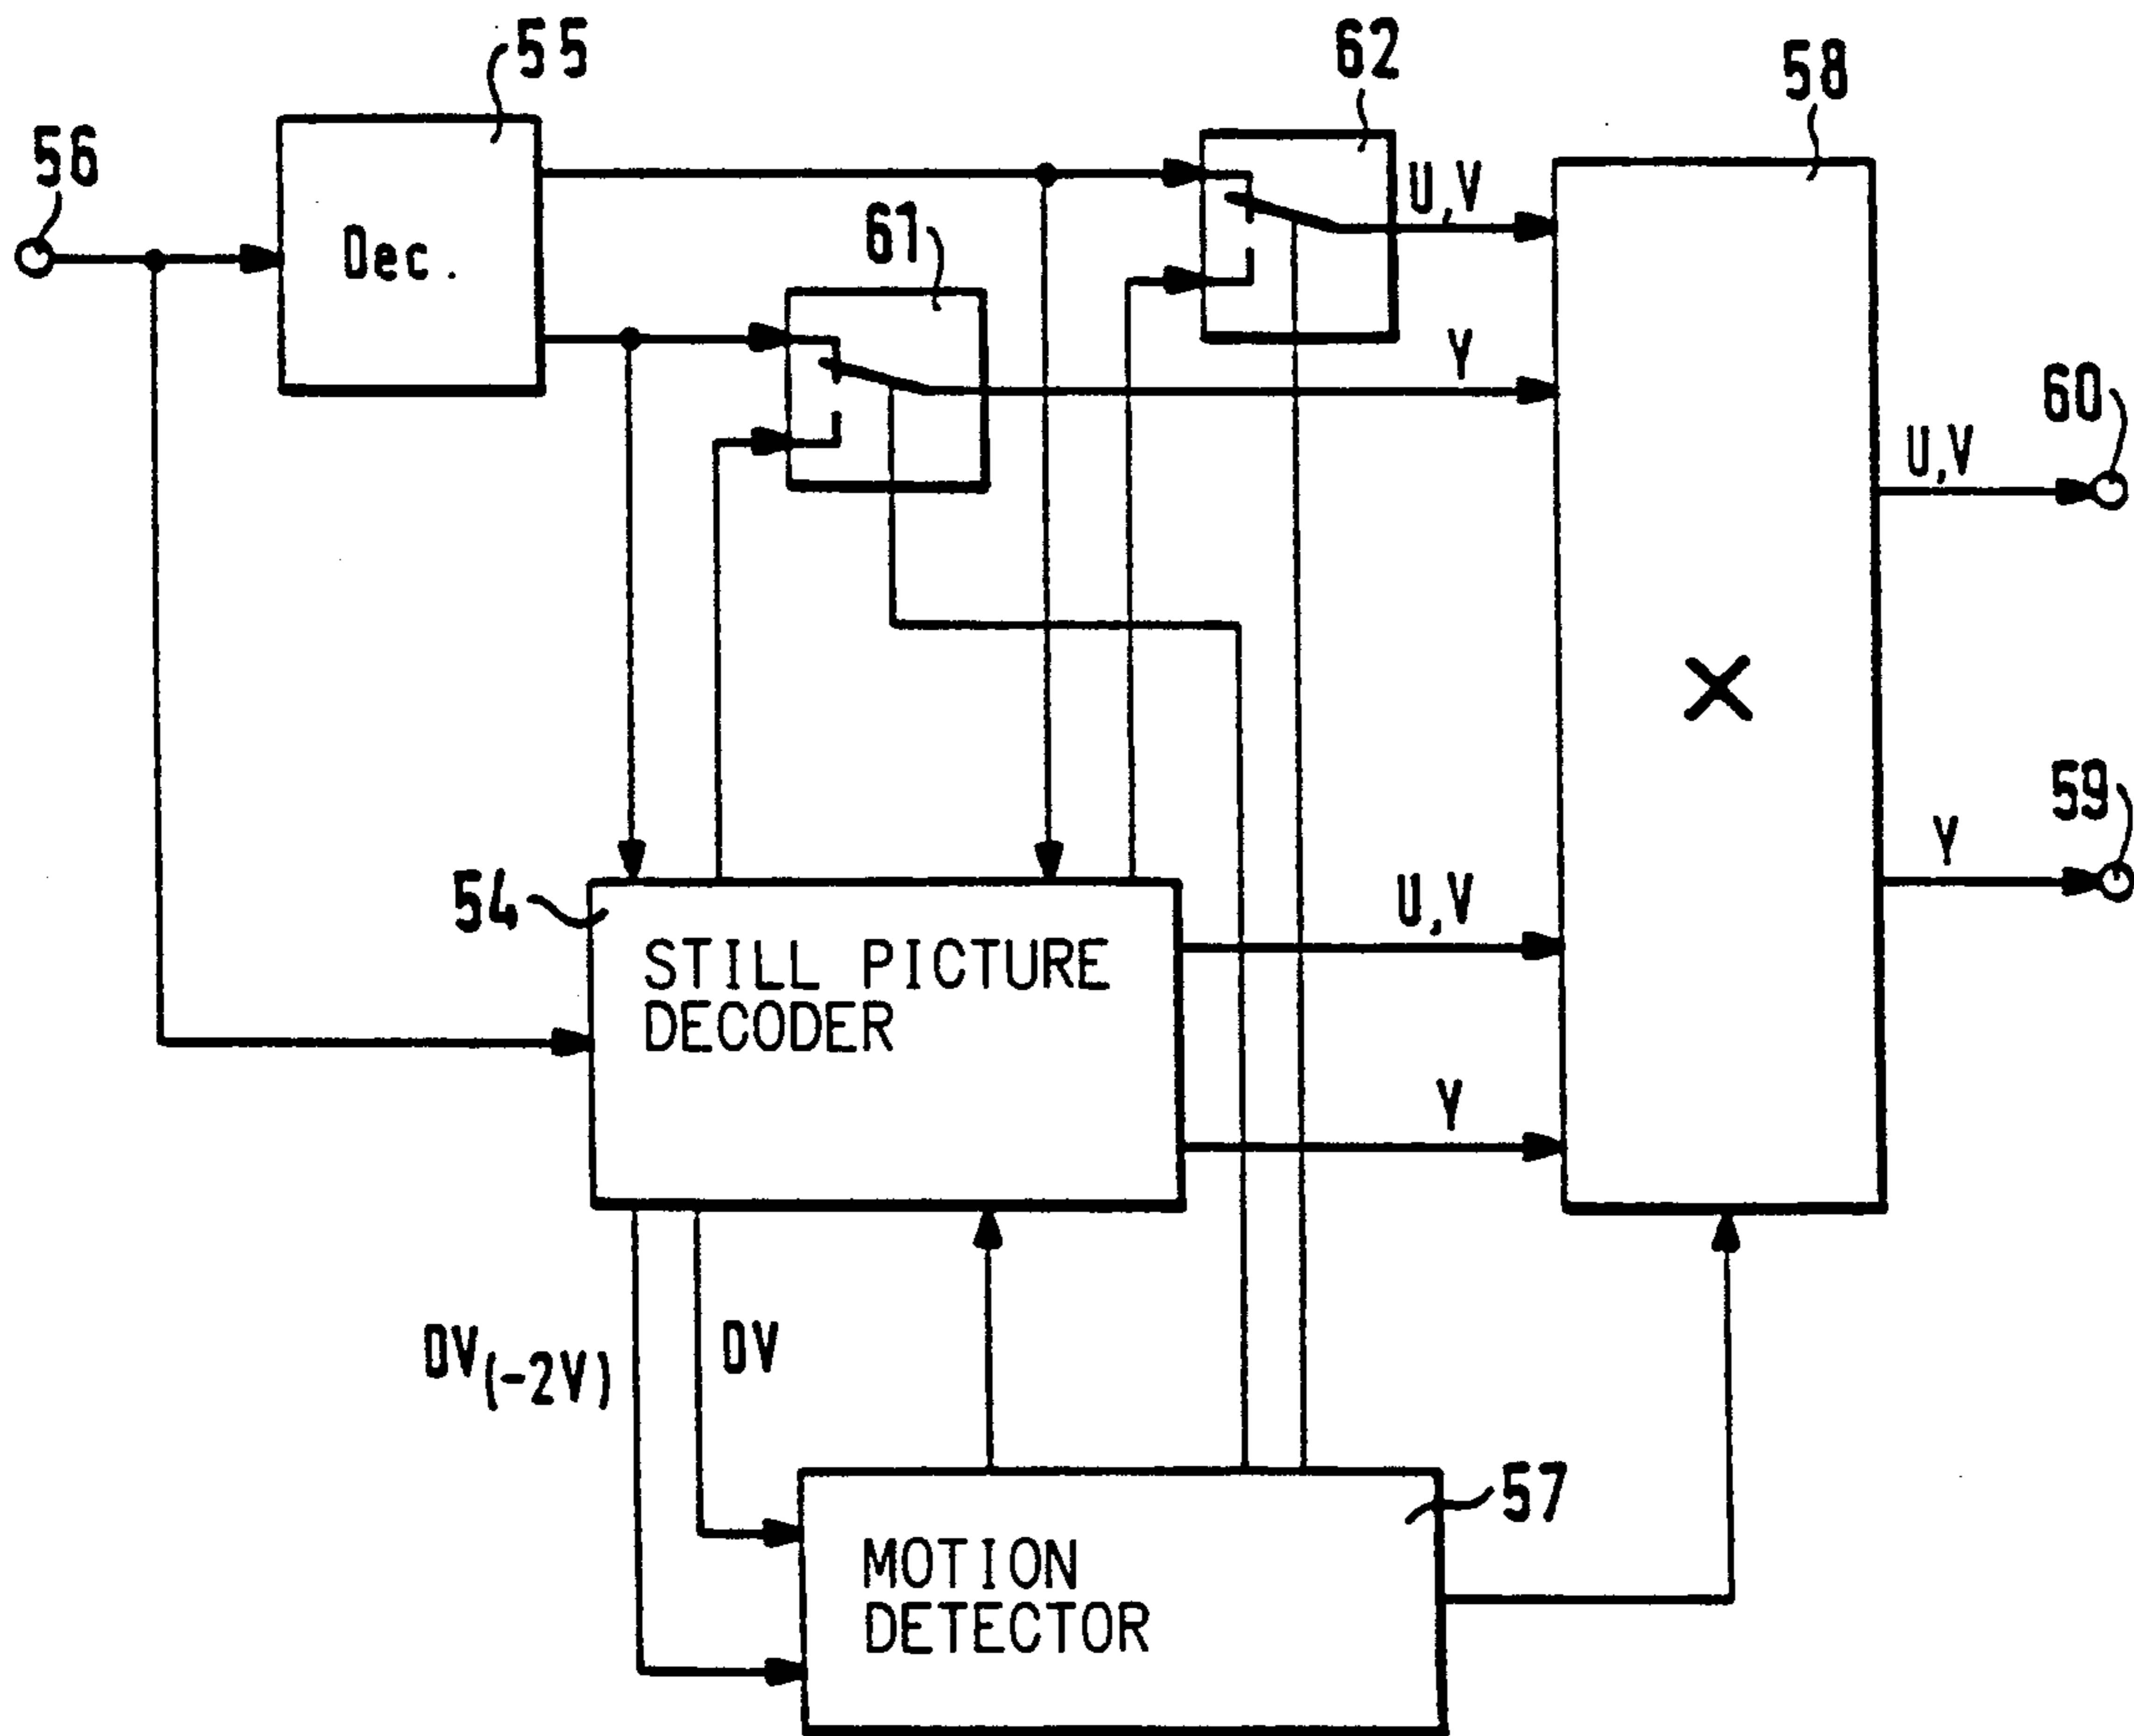 55
62
58
56
61
Dec.
U,V
Y
60
U,V
59
Y
54
STILL PICTURE
DECODER
U,V
Y
X
DV(-2V)
DV
57
MOTION
DETECTOR